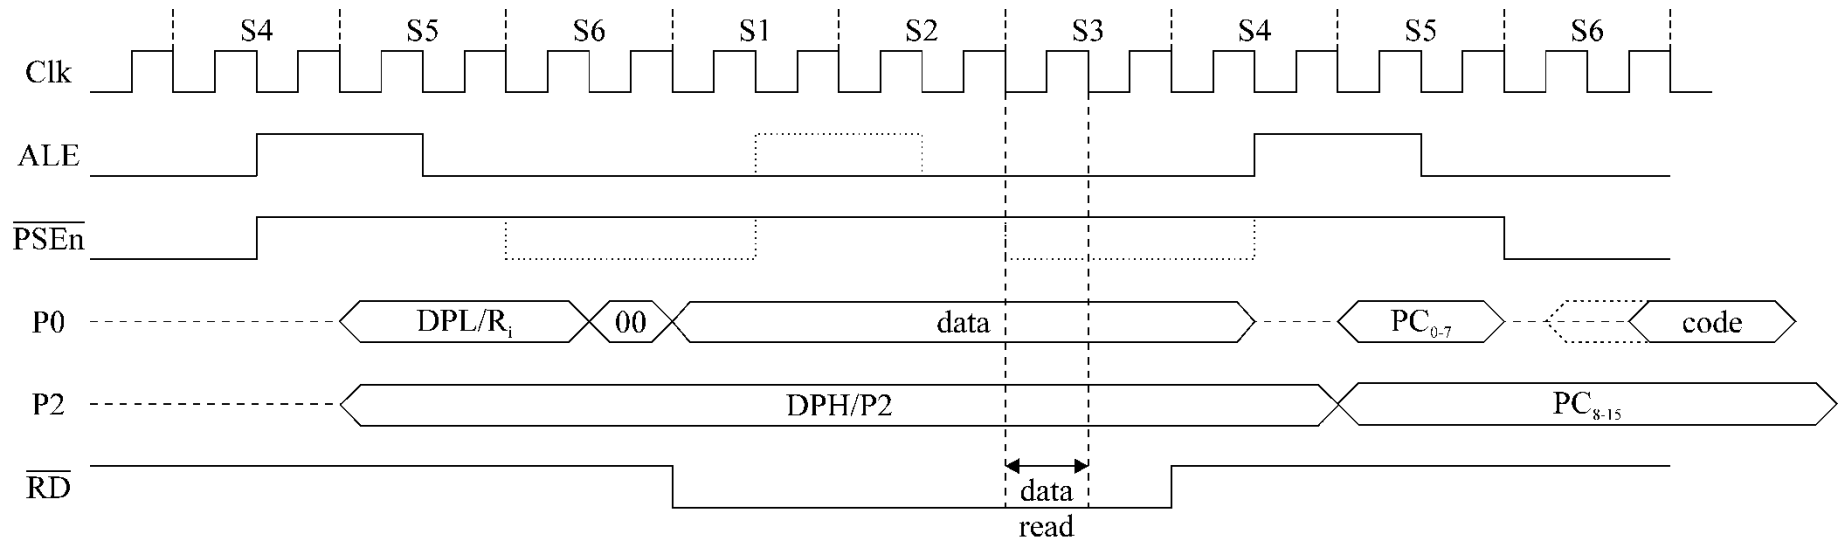 S4 S5 S6 S1 S2 S3 S4 S5 S6
Clk
ALE
PSEn
P0 DPL/Ri 00 data PC0-7 code
P2 DPH/P2 PC8-15
RD
data
read